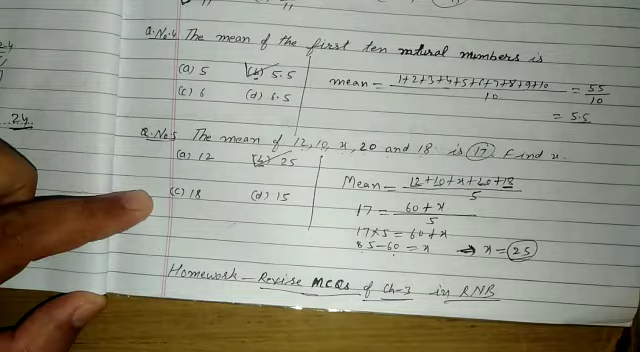 Q.No.4 The mean of the first ten natural numbers is
(a) 5 (b) 5.5
(c) 6 (d) 6.5
mean = 1+2+3+4+5+6+7+8+9+10 / 10 = 55 / 10
= 5.5
24
Q.No.5 The mean of 12, 10, x, 20 and 18 is 17. Find x.
(a) 12 (b) 25
(c) 18 (d) 15
Mean = 12+10+x+20+18 / 5
17 = 60+x / 5
17×5 = 60+x
85-60 = x → x = 25
Homework - Revise MCQs of Ch-3 in RNB